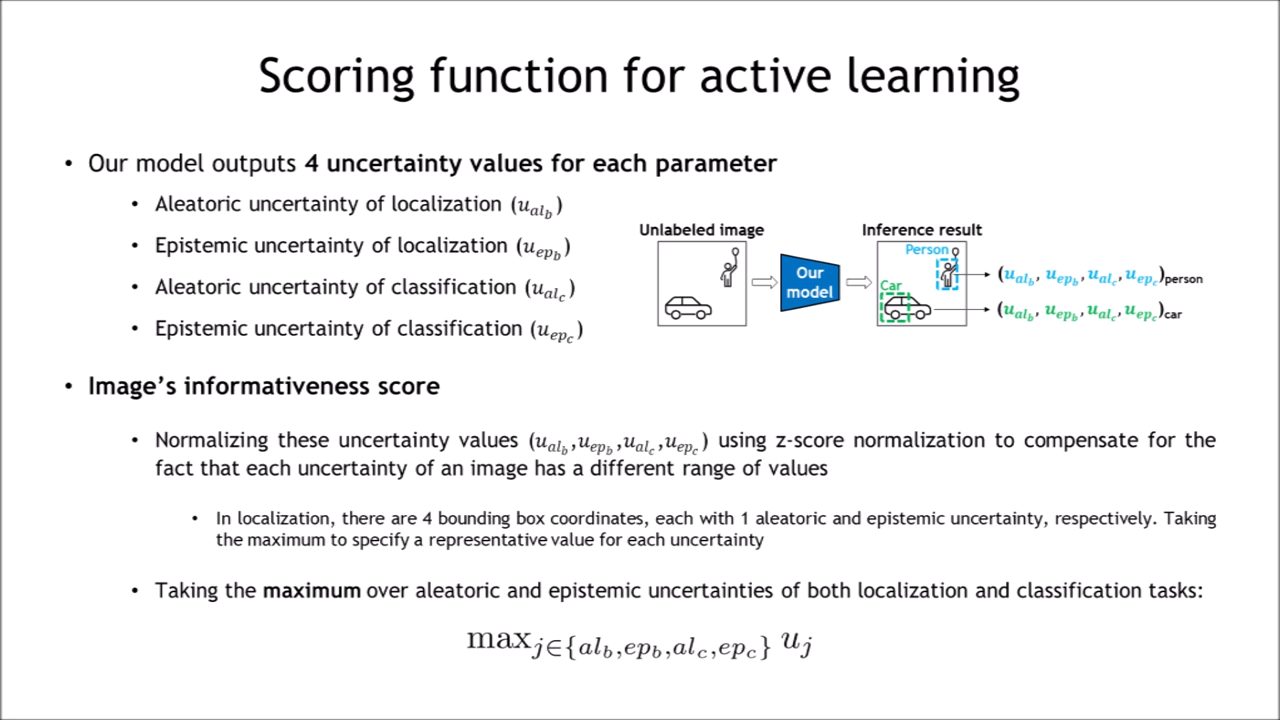 Scoring function for active learning
• Our model outputs 4 uncertainty values for each parameter
• Aleatoric uncertainty of localization (u_{al_b})
• Epistemic uncertainty of localization (u_{ep_b})
• Aleatoric uncertainty of classification (u_{al_c})
• Epistemic uncertainty of classification (u_{ep_c})
Unlabeled image
Our
model
Inference result
Person
Car
(u_{al_b}, u_{ep_b}, u_{al_c}, u_{ep_c})_{person}
(u_{al_b}, u_{ep_b}, u_{al_c}, u_{ep_c})_{car}
• Image’s informativeness score
• Normalizing these uncertainty values (u_{al_b},u_{ep_b},u_{al_c},u_{ep_c}) using z-score normalization to compensate for the
fact that each uncertainty of an image has a different range of values
• In localization, there are 4 bounding box coordinates, each with 1 aleatoric and epistemic uncertainty, respectively. Taking
the maximum to specify a representative value for each uncertainty
• Taking the maximum over aleatoric and epistemic uncertainties of both localization and classification tasks:
max_{j∈{al_b,ep_b,al_c,ep_c}} u_j